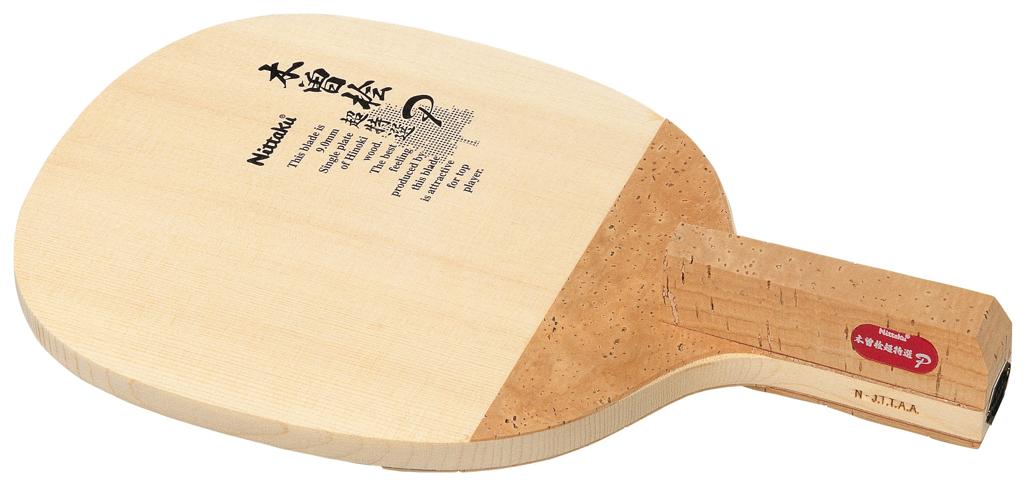 木曽桧
超特選
P
Nittaku®
This blade is
9.0mm
Single plate
of Hinoki
wood.
The best
feeling
produced by
this blade
is attractive
for top
player.
Nittaku®
木曽桧超特選
P
N-J.T.T.A.A.